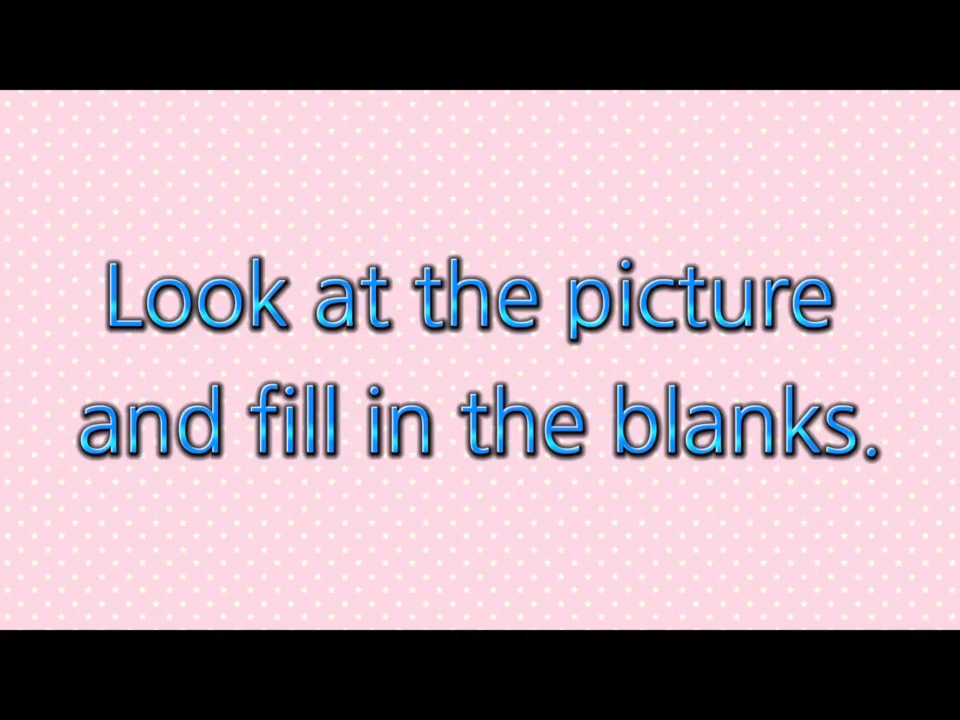 Look at the picture
and fill in the blanks.